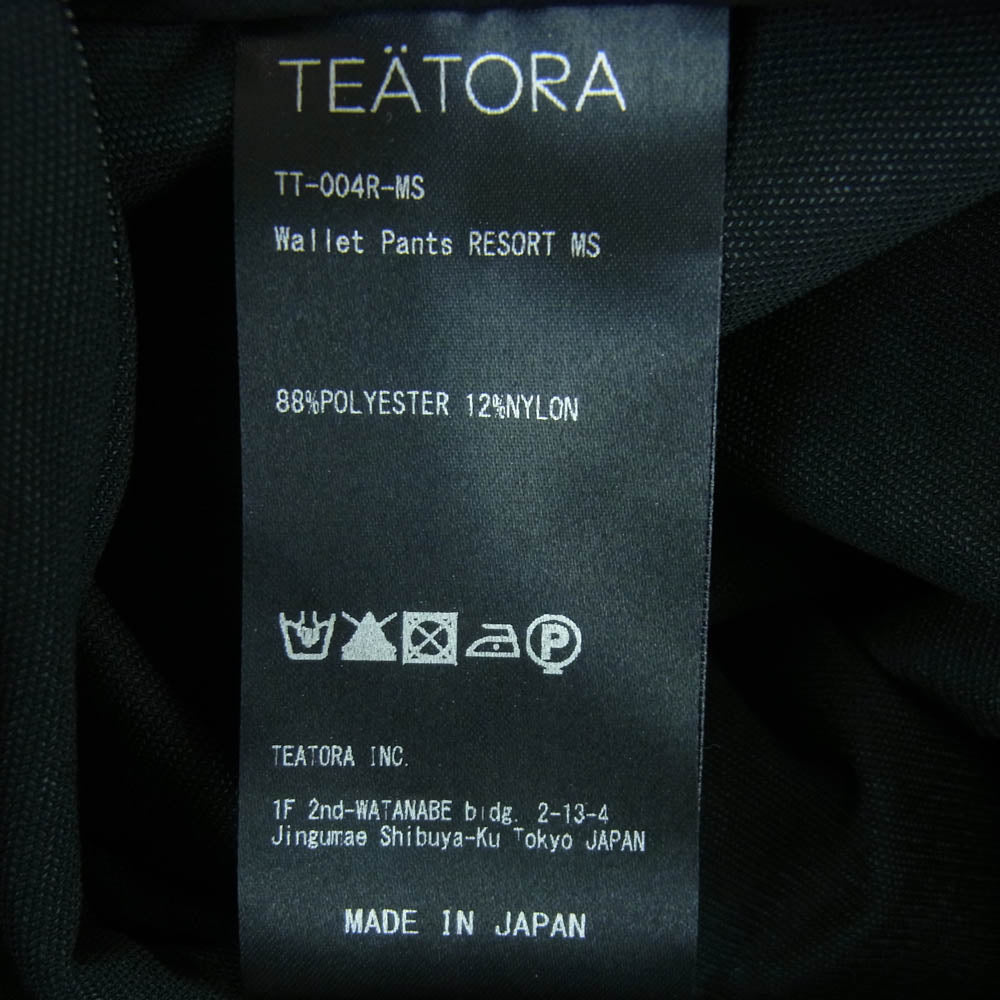 TEÄTORA
TT-004R-MS
Wallet Pants RESORT MS
88%POLYESTER 12%NYLON
P
TEATORA INC.
1F 2nd-WATANABE bldg. 2-13-4
Jingumae Shibuya-Ku Tokyo JAPAN
MADE IN JAPAN